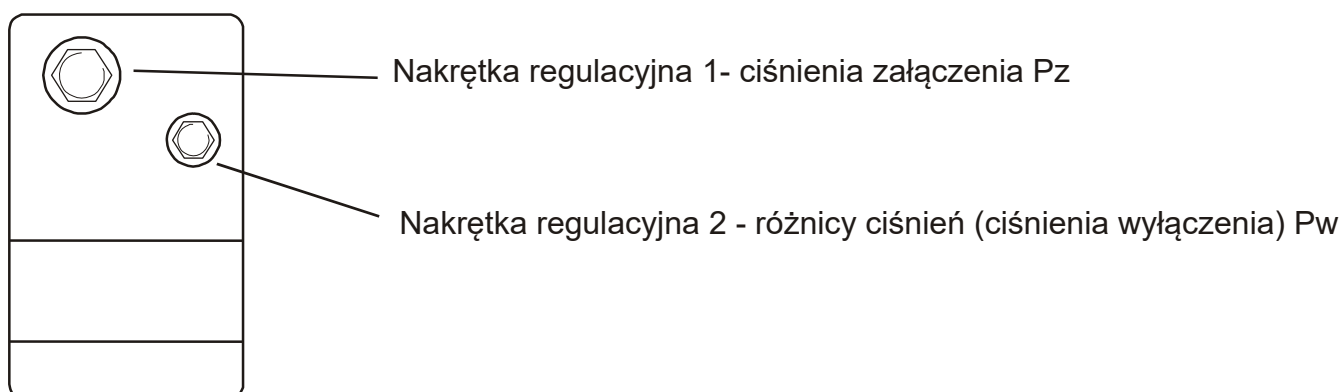 Nakrętka regulacyjna 1- ciśnienia załączenia Pz
Nakrętka regulacyjna 2 - różnicy ciśnień (ciśnienia wyłączenia) Pw